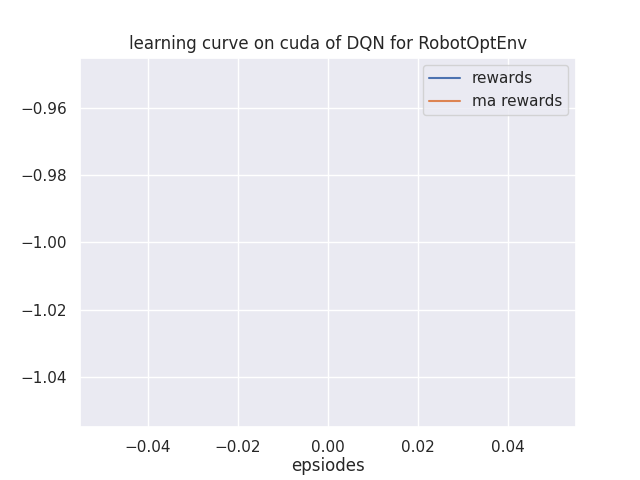 learning curve on cuda of DQN for RobotOptEnv
rewards
ma rewards
−0.96
−0.98
−1.00
−1.02
−1.04
−0.04 −0.02 0.00 0.02 0.04
epsiodes